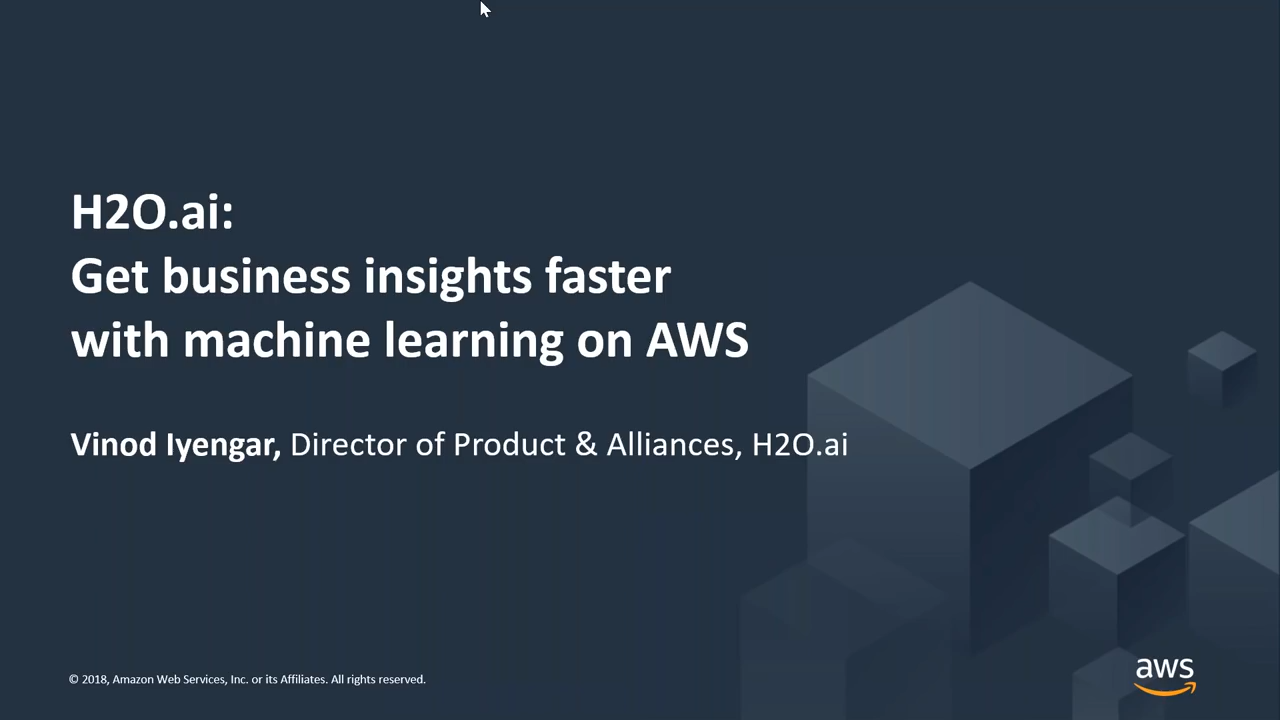 H2O.ai:
Get business insights faster
with machine learning on AWS
Vinod Iyengar, Director of Product & Alliances, H2O.ai
© 2018, Amazon Web Services, Inc. or its Affiliates. All rights reserved.
aws